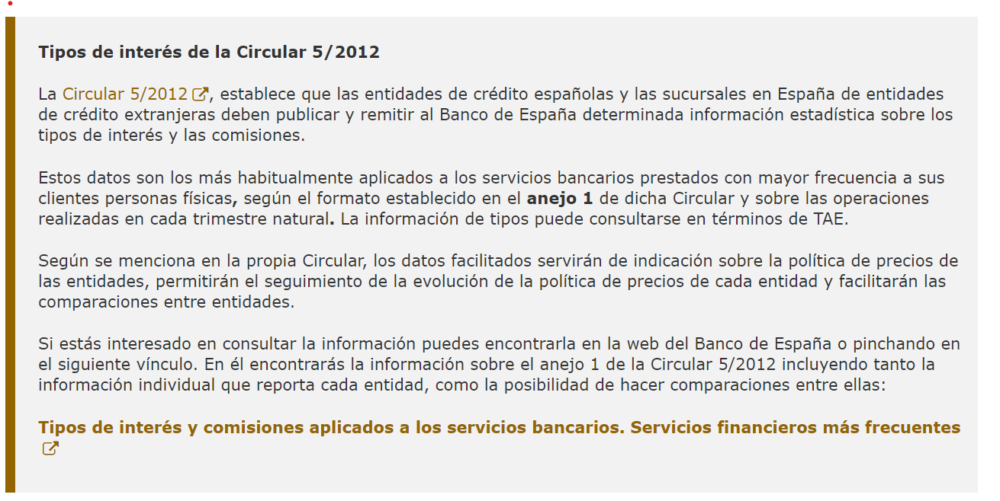 Tipos de interés de la Circular 5/2012
La Circular 5/2012, establece que las entidades de crédito españolas y las sucursales en España de entidades
de crédito extranjeras deben publicar y remitir al Banco de España determinada información estadística sobre los
tipos de interés y las comisiones.
Estos datos son los más habitualmente aplicados a los servicios bancarios prestados con mayor frecuencia a sus
clientes personas físicas, según el formato establecido en el anejo 1 de dicha Circular y sobre las operaciones
realizadas en cada trimestre natural. La información de tipos puede consultarse en términos de TAE.
Según se menciona en la propia Circular, los datos facilitados servirán de indicación sobre la política de precios de
las entidades, permitirán el seguimiento de la evolución de la política de precios de cada entidad y facilitarán las
comparaciones entre entidades.
Si estás interesado en consultar la información puedes encontrarla en la web del Banco de España o pinchando en
el siguiente vínculo. En él encontrarás la información sobre el anejo 1 de la Circular 5/2012 incluyendo tanto la
información individual que reporta cada entidad, como la posibilidad de hacer comparaciones entre ellas:
Tipos de interés y comisiones aplicados a los servicios bancarios. Servicios financieros más frecuentes